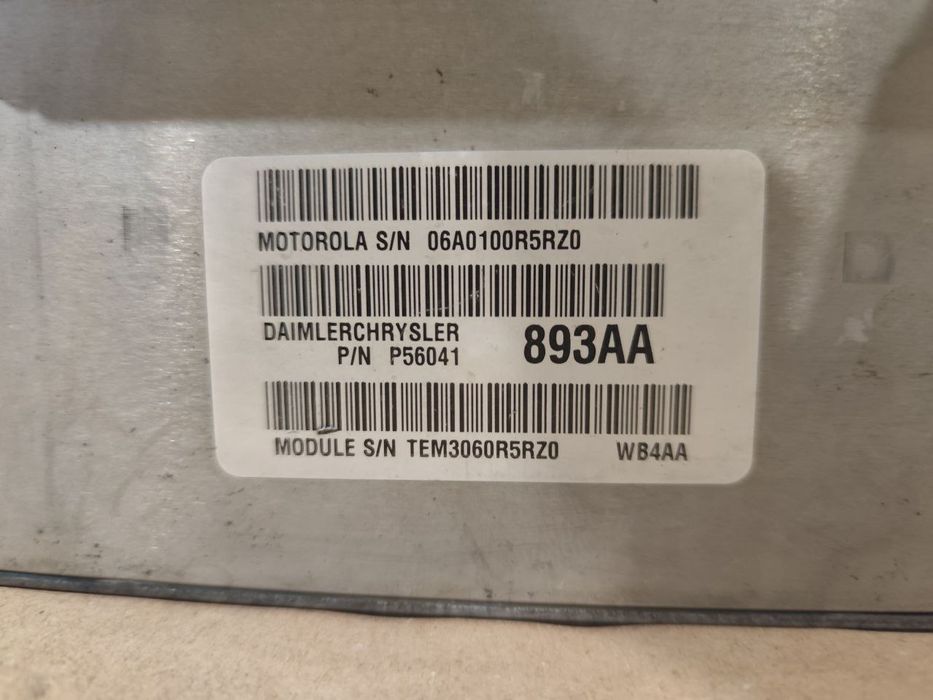 MOTOROLA S/N 06A0100R5RZ0
DAIMLERCHRYSLER
P/N P56041 893AA
MODULE S/N TEM3060R5RZ0 WB4AA